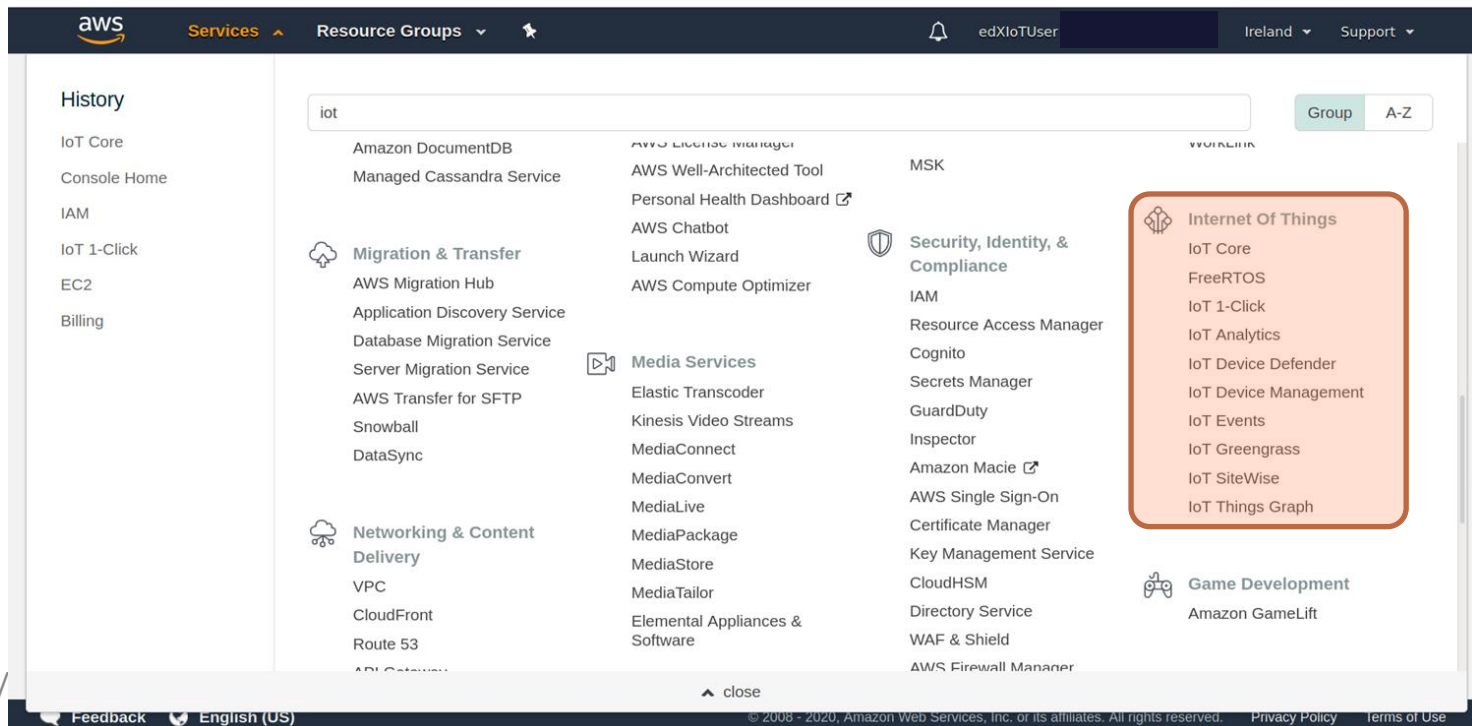 aws
Services
Resource Groups
edXIoTUser
Ireland
Support
History
IoT Core
Console Home
IAM
IoT 1-Click
EC2
Billing
iot
Group
A-Z
Amazon DocumentDB
Managed Cassandra Service
Migration & Transfer
AWS Migration Hub
Application Discovery Service
Database Migration Service
Server Migration Service
AWS Transfer for SFTP
Snowball
DataSync
Networking & Content
Delivery
VPC
CloudFront
Route 53
API Gateway
AWS License Manager
AWS Well-Architected Tool
Personal Health Dashboard
AWS Chatbot
Launch Wizard
AWS Compute Optimizer
Media Services
Elastic Transcoder
Kinesis Video Streams
MediaConnect
MediaConvert
MediaLive
MediaPackage
MediaStore
MediaTailor
Elemental Appliances &
Software
MSK
Security, Identity, &
Compliance
IAM
Resource Access Manager
Cognito
Secrets Manager
GuardDuty
Inspector
Amazon Macie
AWS Single Sign-On
Certificate Manager
Key Management Service
CloudHSM
Directory Service
WAF & Shield
AWS Firewall Manager
WorkLink
Internet Of Things
IoT Core
FreeRTOS
IoT 1-Click
IoT Analytics
IoT Device Defender
IoT Device Management
IoT Events
IoT Greengrass
IoT SiteWise
IoT Things Graph
Game Development
Amazon GameLift
close
Feedback
English (US)
© 2008 - 2020, Amazon Web Services, Inc. or its affiliates. All rights reserved.
Privacy Policy
Terms of Use